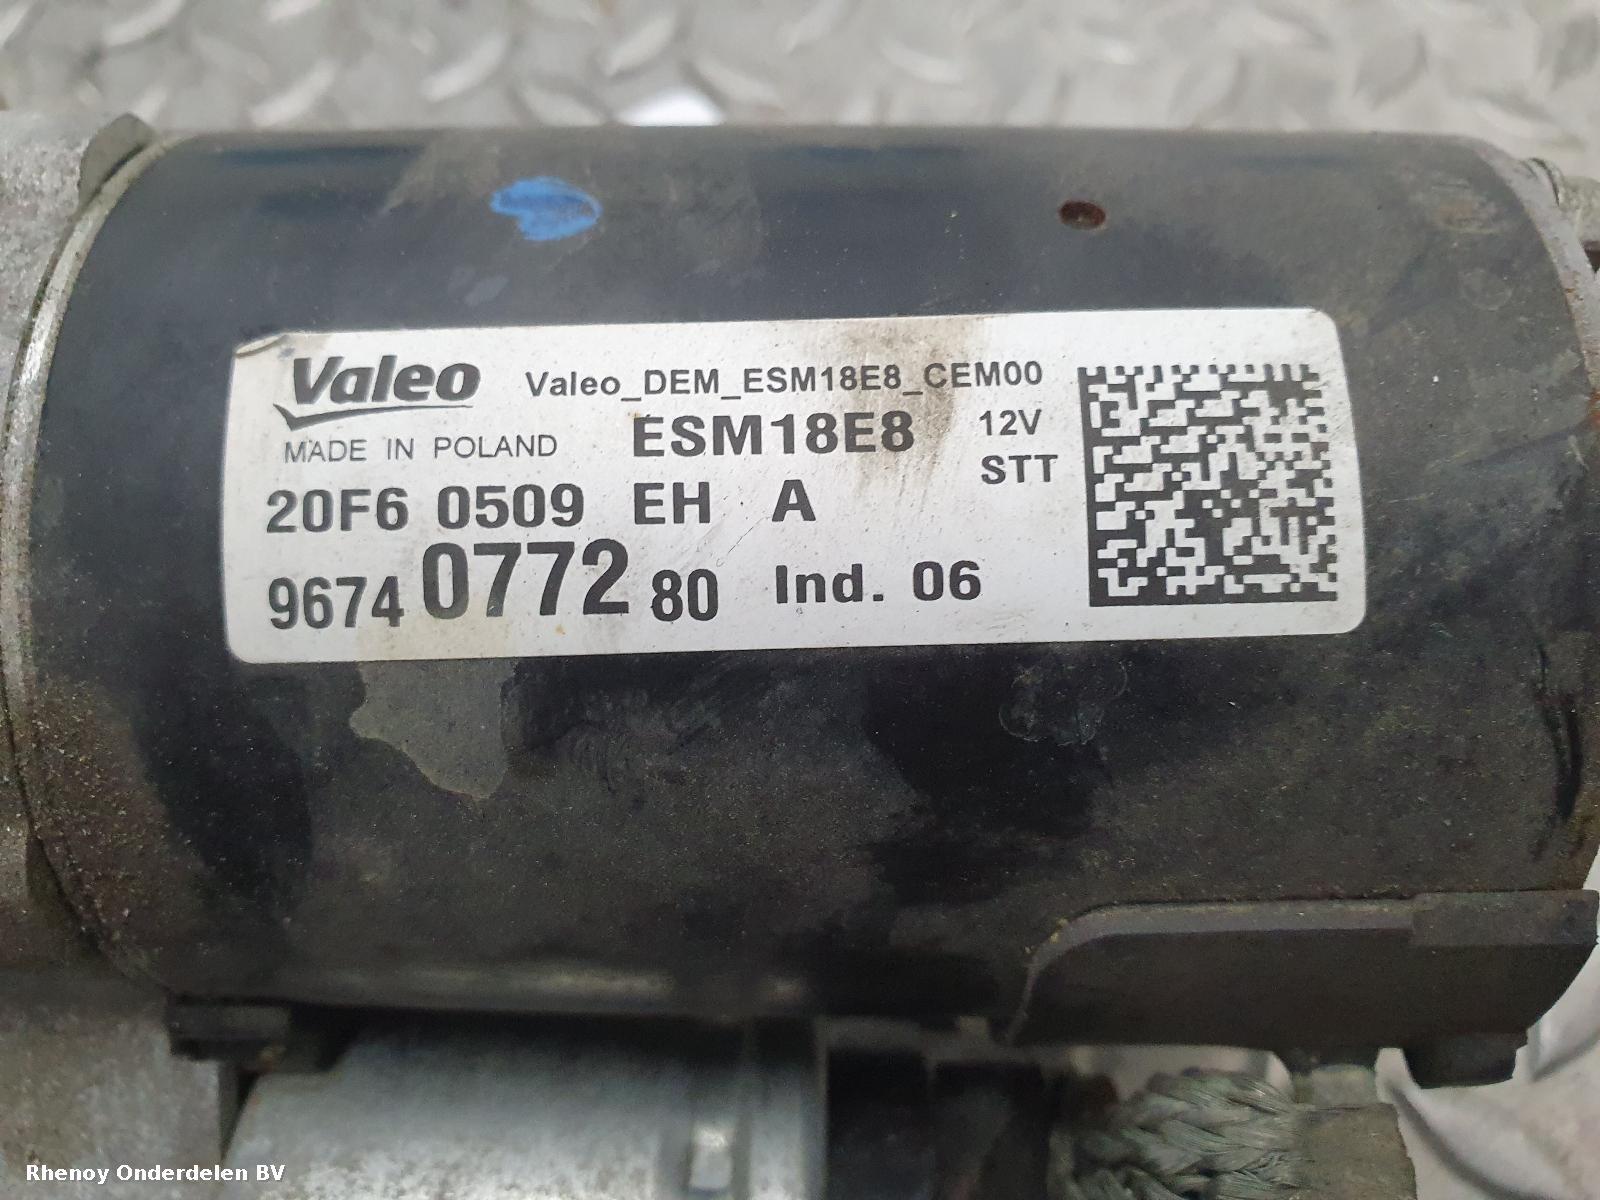 Valeo Valeo_DEM_ESM18E8_CEM00
MADE IN POLAND ESM18E8 12V
STT
20F6 0509 EH A
9674 0772 80 Ind. 06
Rhenoy Onderdelen BV